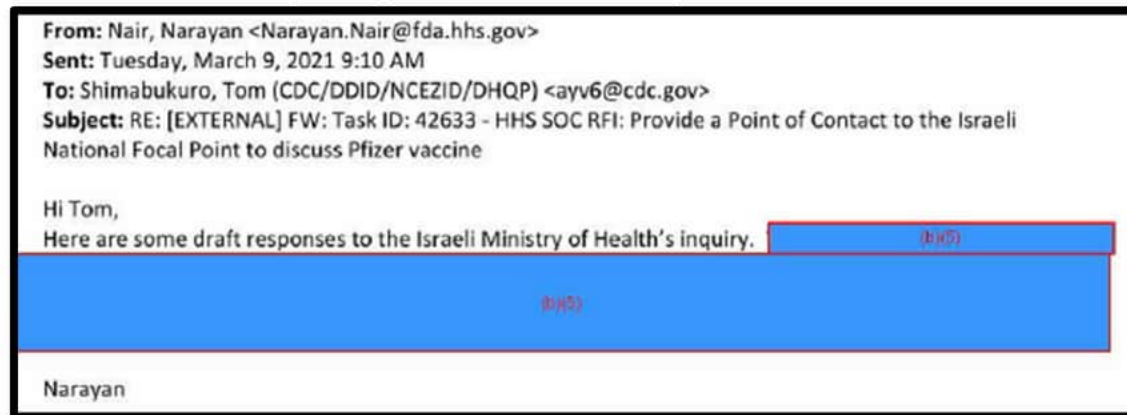 From: Nair, Narayan <Narayan.Nair@fda.hhs.gov>
Sent: Tuesday, March 9, 2021 9:10 AM
To: Shimabukuro, Tom (CDC/DDID/NCEZID/DHQP) <ayv6@cdc.gov>
Subject: RE: [EXTERNAL] FW: Task ID: 42633 - HHS SOC RFI: Provide a Point of Contact to the Israeli
National Focal Point to discuss Pfizer vaccine
Hi Tom,
Here are some draft responses to the Israeli Ministry of Health's inquiry. (b)(5)
(b)(5)
Narayan